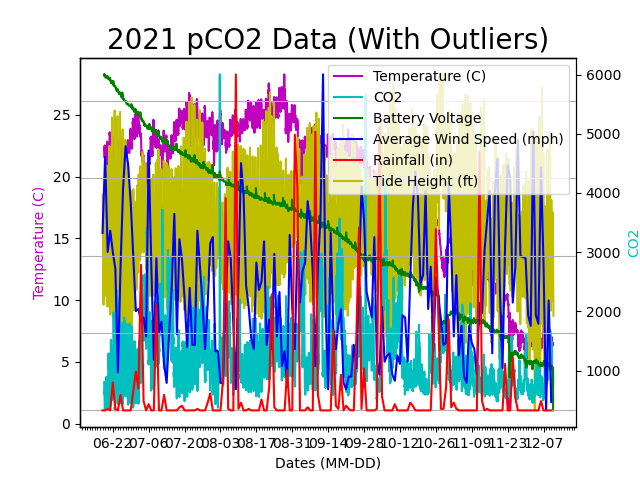 2021 pCO2 Data (With Outliers)
Temperature (C)
CO2
Battery Voltage
Average Wind Speed (mph)
Rainfall (in)
Tide Height (ft)
25
20
15
10
5
0
Temperature (C)
6000
5000
4000
3000
2000
1000
CO2
06-22 07-06 07-20 08-03 08-17 08-31 09-14 09-28 10-12 10-26 11-09 11-23 12-07
Dates (MM-DD)